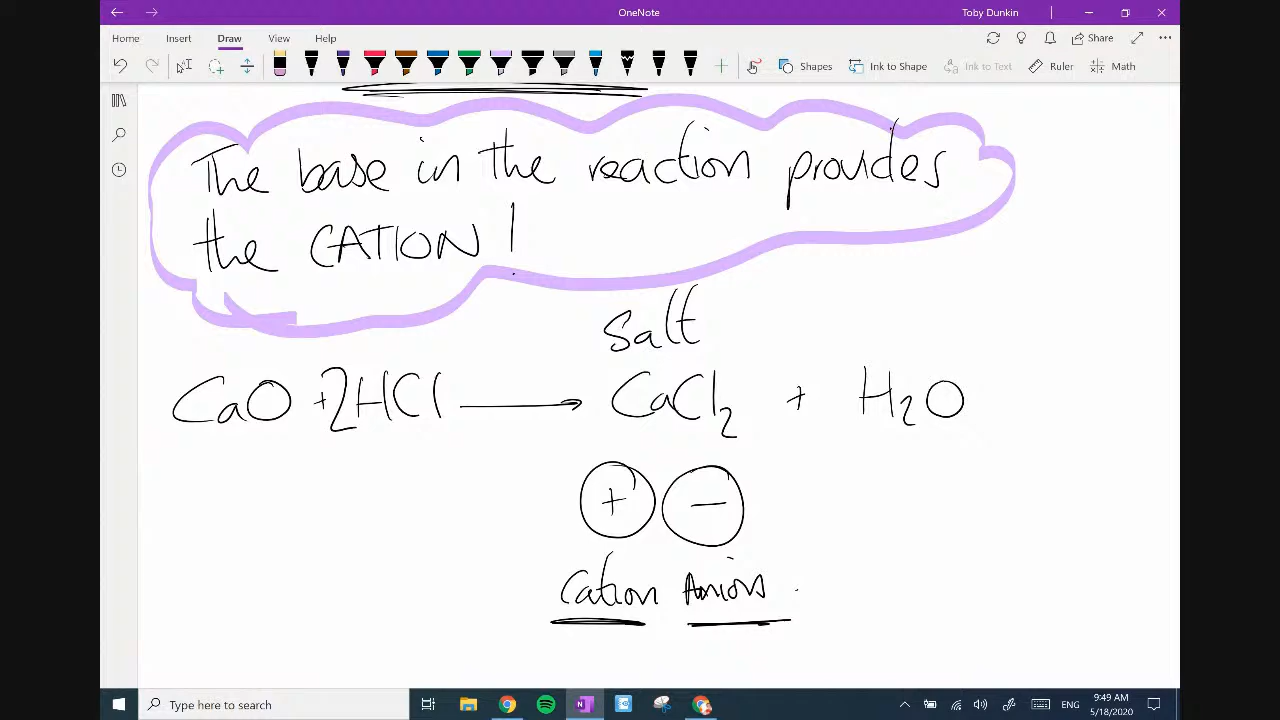 OneNote
Toby Dunkin
Home Insert Draw View Help
Share
Shapes Ink to Shape Ink to Text Ruler Math
The base in the reaction provides
the CATION!
Salt
CaO + 2HCl ⟶ CaCl₂ + H₂O
+ −
Cation Anions
Type here to search
ENG
9:49 AM
5/18/2020